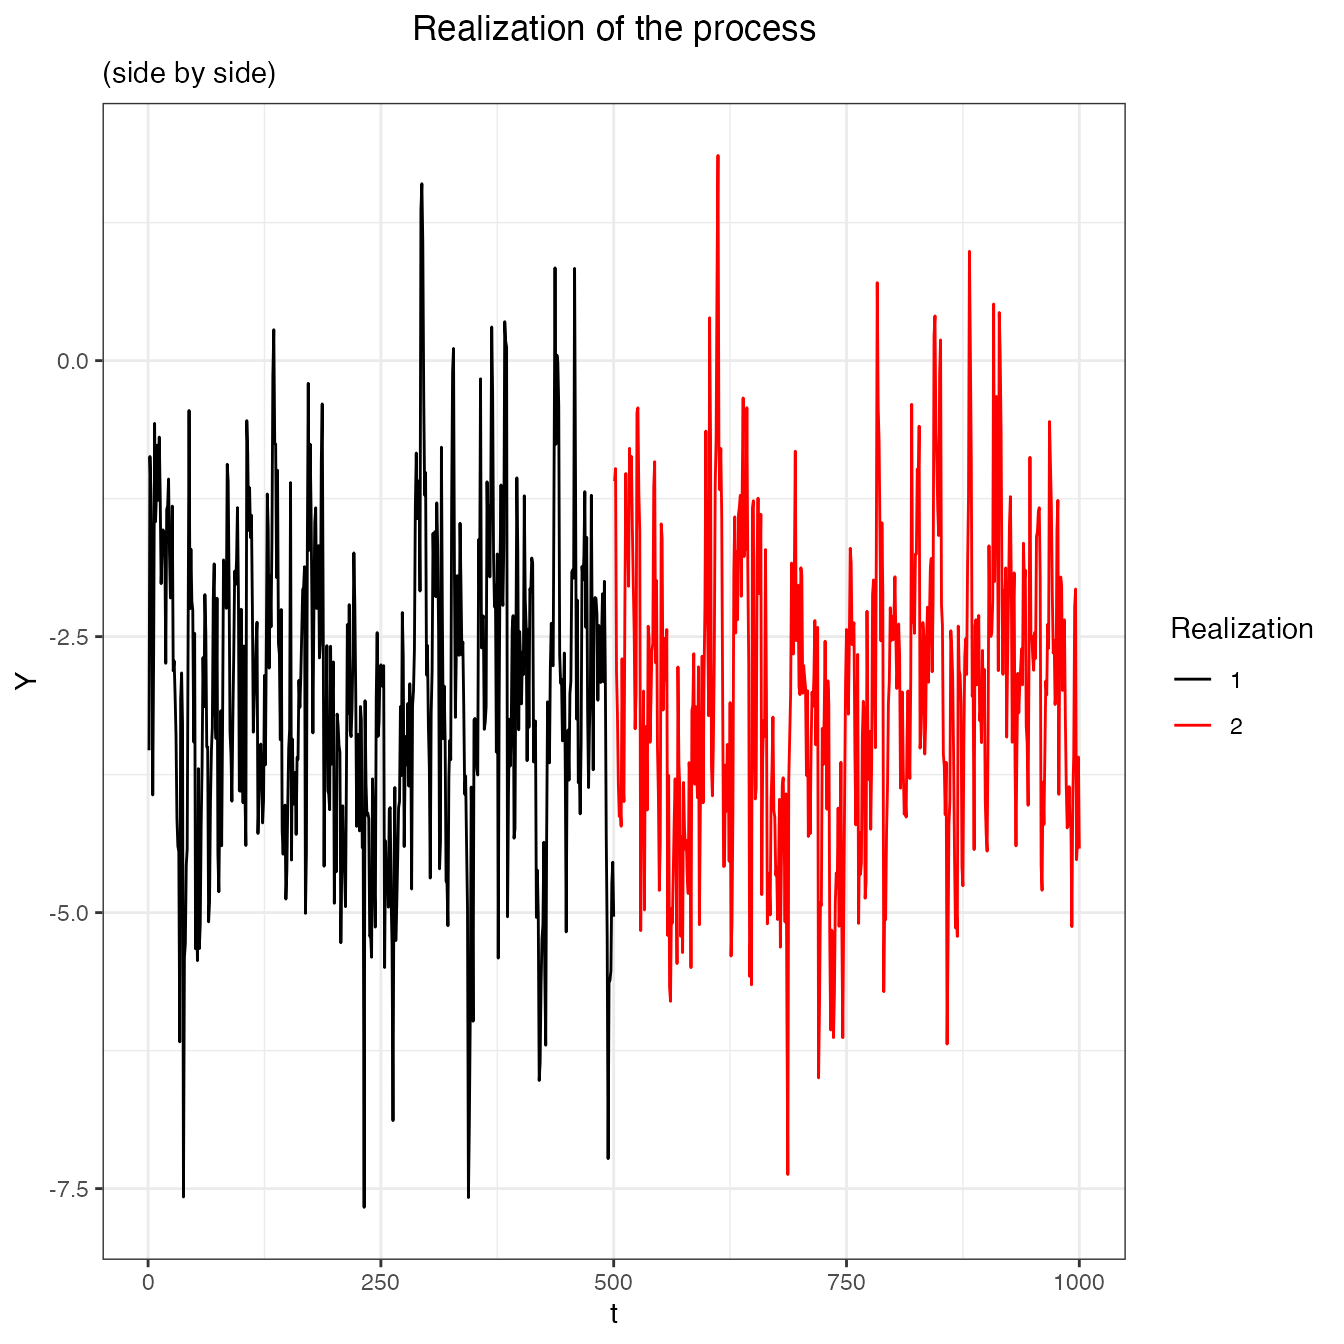 Realization of the process
(side by side)
Y
0.0
-2.5
-5.0
-7.5
0
250
500
750
1000
t
Realization
1
2